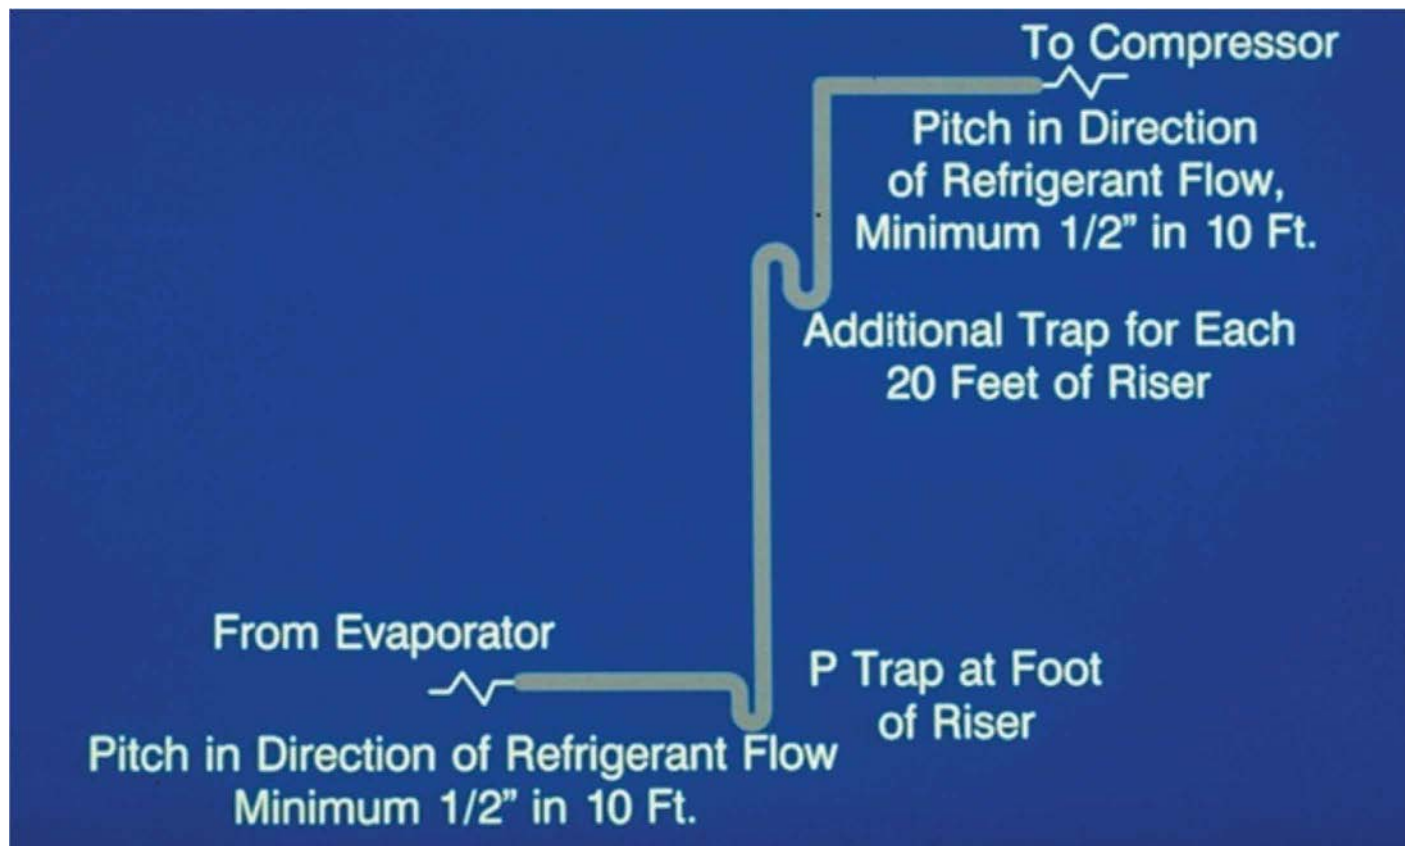 To Compressor
Pitch in Direction
of Refrigerant Flow,
Minimum 1/2” in 10 Ft.
Additional Trap for Each
20 Feet of Riser
From Evaporator
P Trap at Foot
of Riser
Pitch in Direction of Refrigerant Flow
Minimum 1/2” in 10 Ft.